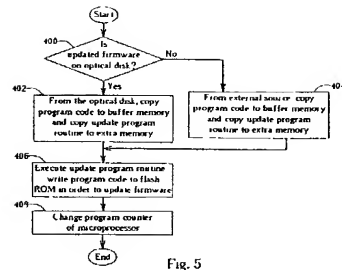 Start
400
Is
updated firmware
on optical disk?
No
Yes
402
From the optical disk, copy
program code to buffer memory
and copy update program
routine to extra memory
40
From external source copy
program code to buffer memory
and copy update program
routine to extra memory
406
Execute update program routine
write program code to flash
ROM in order to update firmware
409
Change program counter
of microprocessor
End
Fig. 5